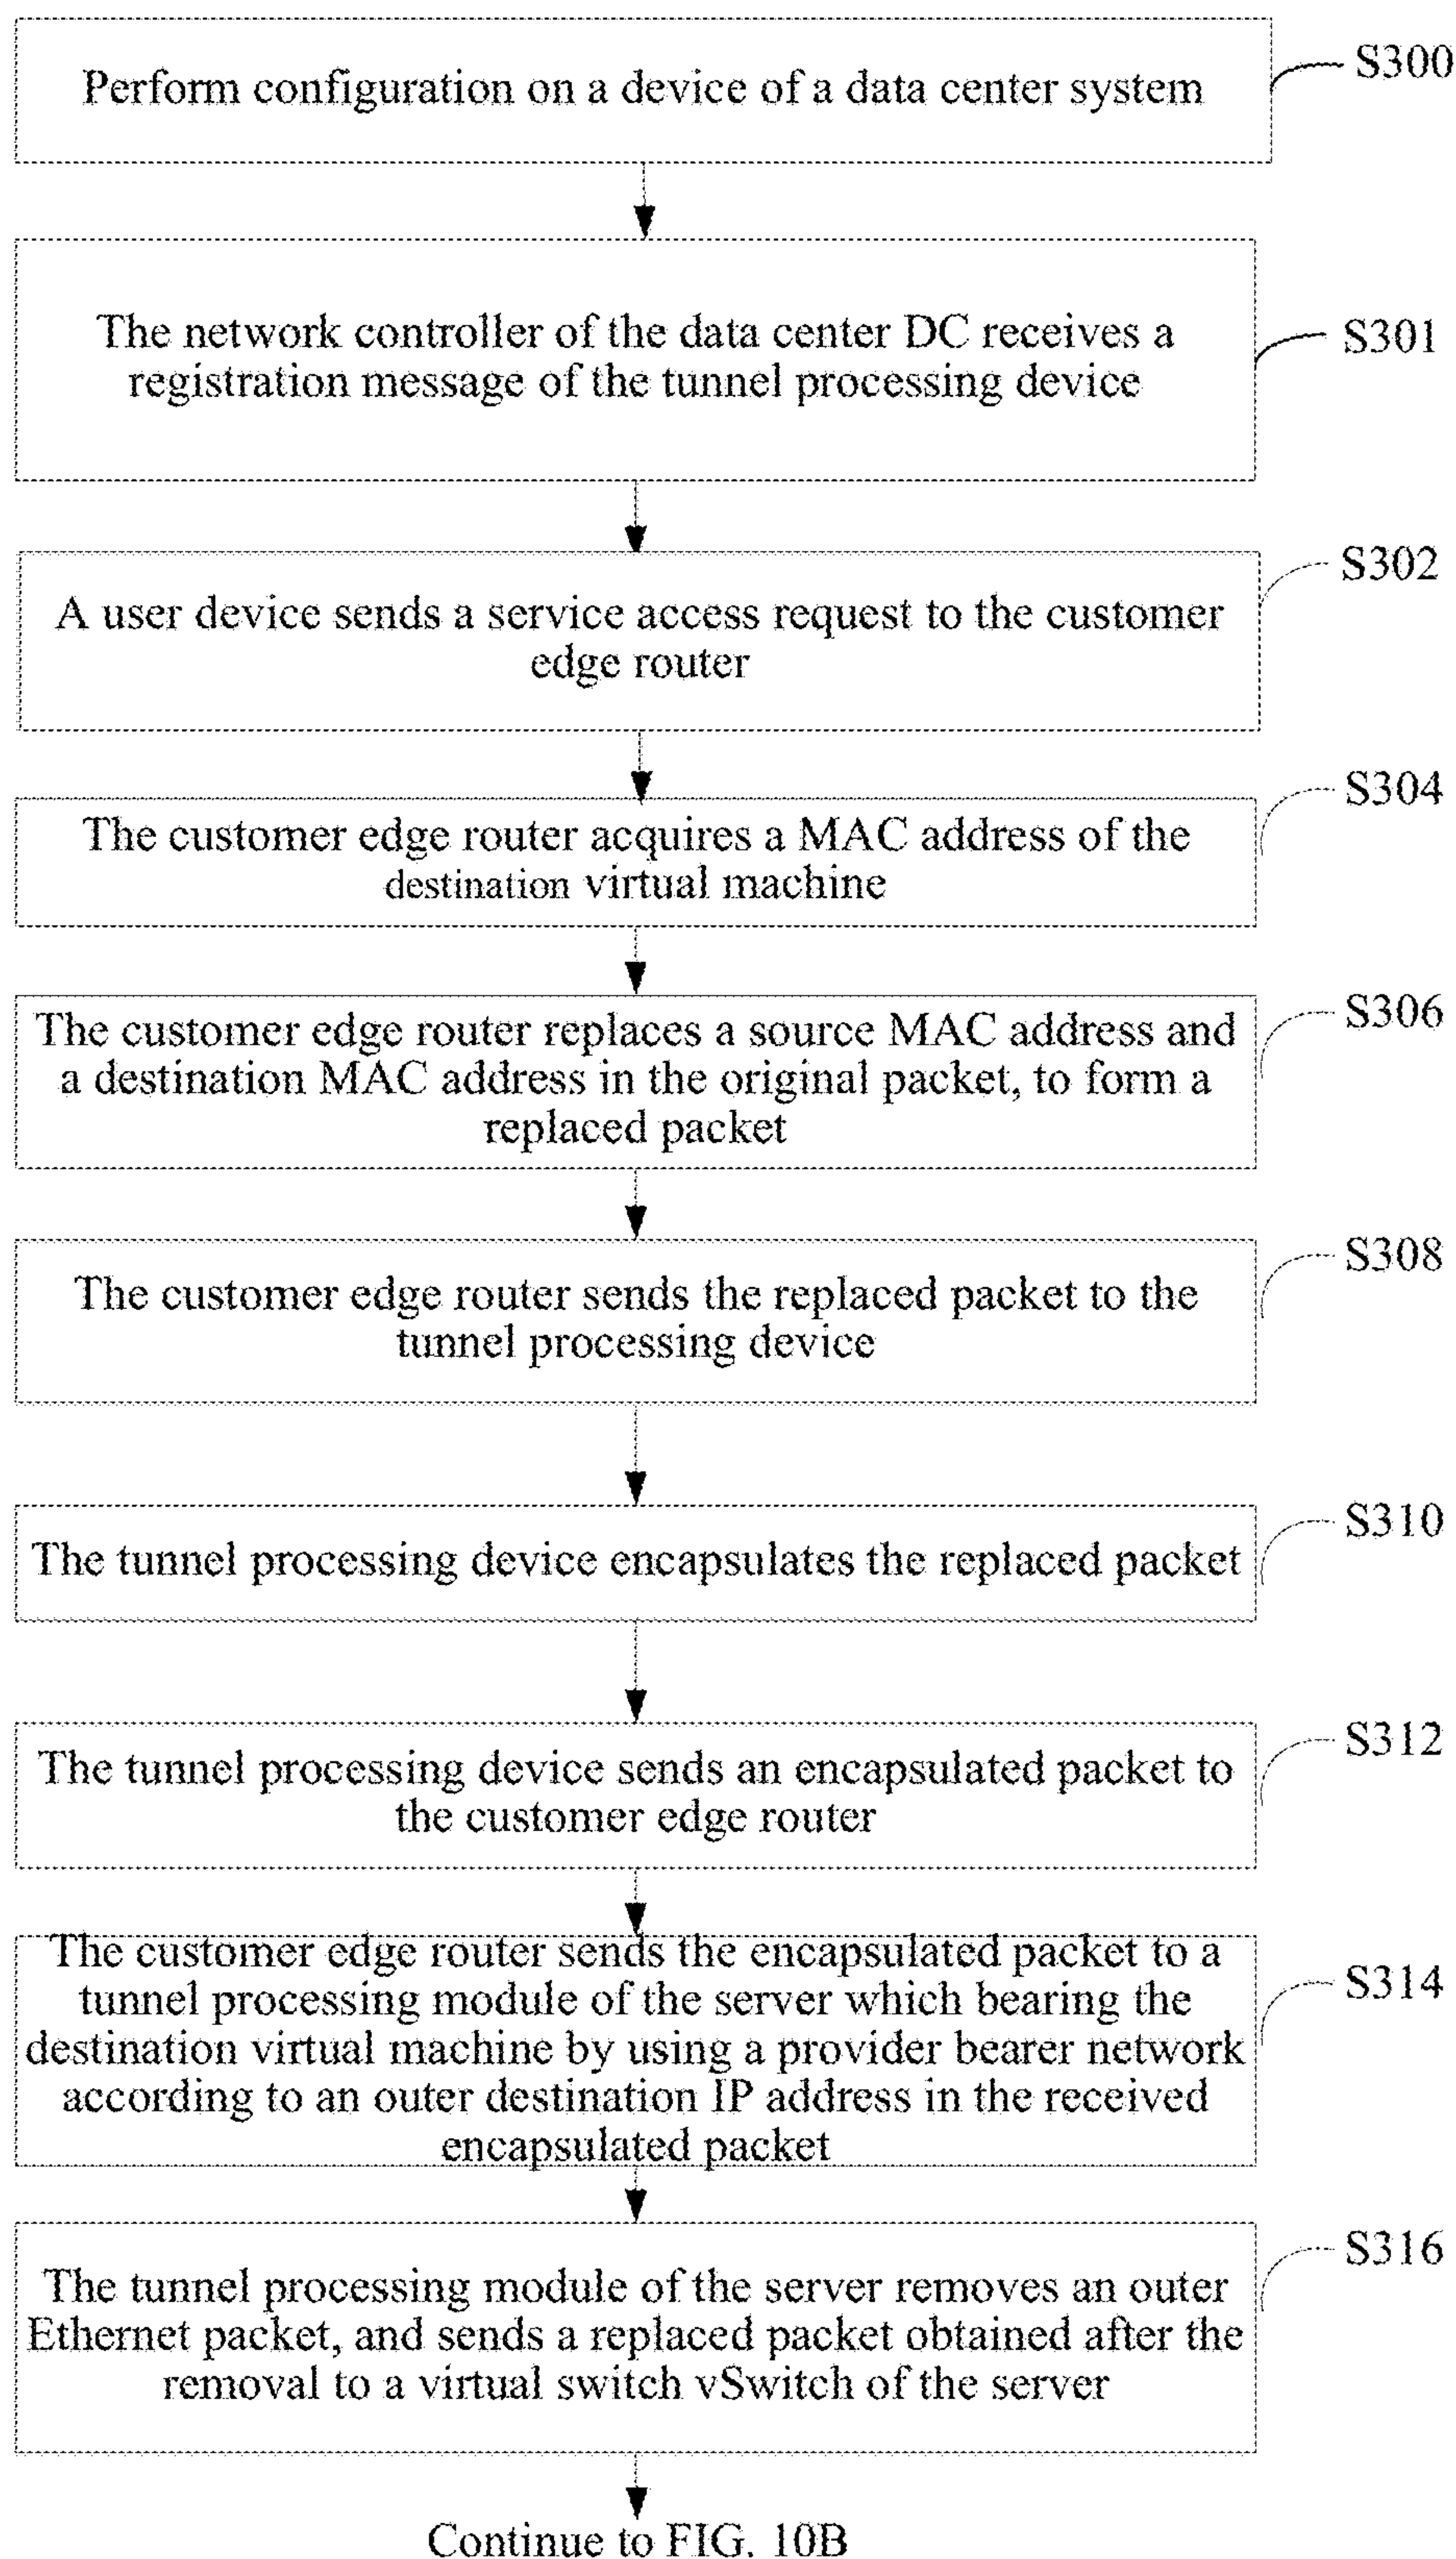 Perform configuration on a device of a data center system
S300
The network controller of the data center DC receives a
registration message of the tunnel processing device
S301
A user device sends a service access request to the customer
edge router
S302
The customer edge router acquires a MAC address of the
destination virtual machine
S304
The customer edge router replaces a source MAC address and
a destination MAC address in the original packet, to form a
replaced packet
S306
The customer edge router sends the replaced packet to the
tunnel processing device
S308
The tunnel processing device encapsulates the replaced packet
S310
The tunnel processing device sends an encapsulated packet to
the customer edge router
S312
The customer edge router sends the encapsulated packet to a
tunnel processing module of the server which bearing the
destination virtual machine by using a provider bearer network
according to an outer destination IP address in the received
encapsulated packet
S314
The tunnel processing module of the server removes an outer
Ethernet packet, and sends a replaced packet obtained after the
removal to a virtual switch vSwitch of the server
S316
Continue to FIG. 10B